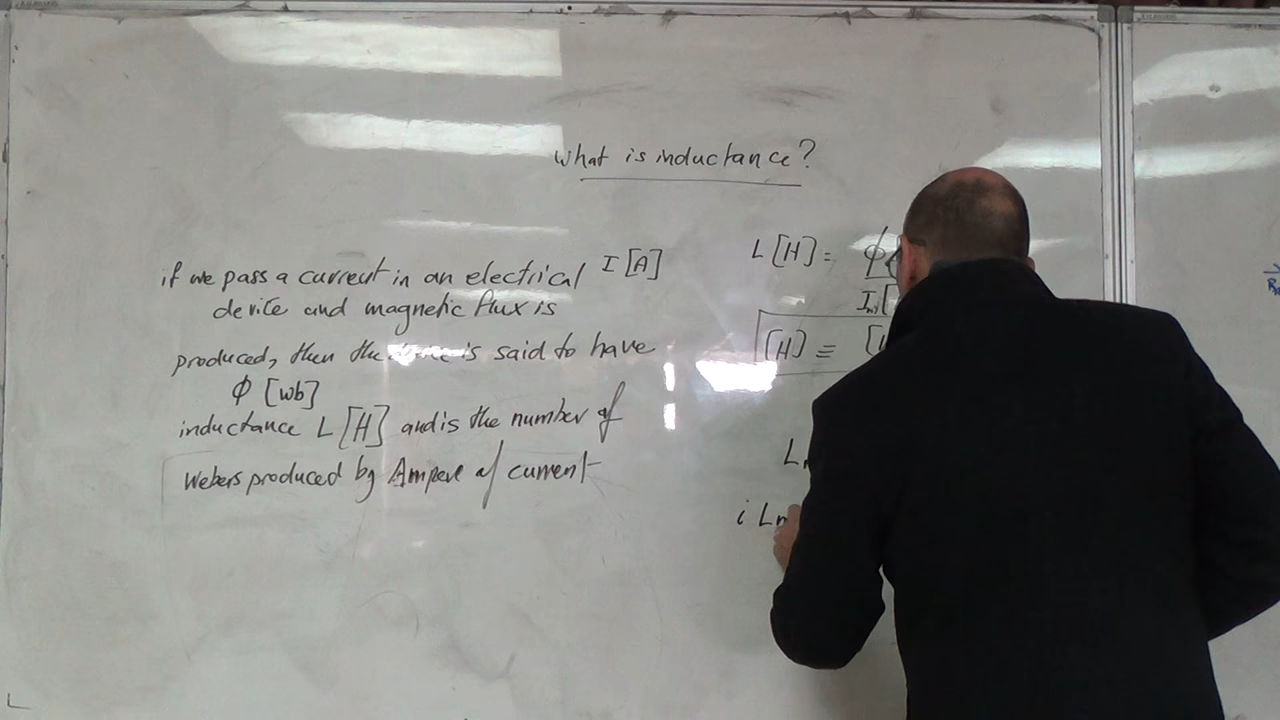 What is inductance?
if we pass a current in an electrical I [A]
device and magnetic flux is
produced, then the is said to have
ϕ [wb]
inductance L [H] and is the number of
Webers produced by Ampere of current
L [H] =
[H] =
i Lm